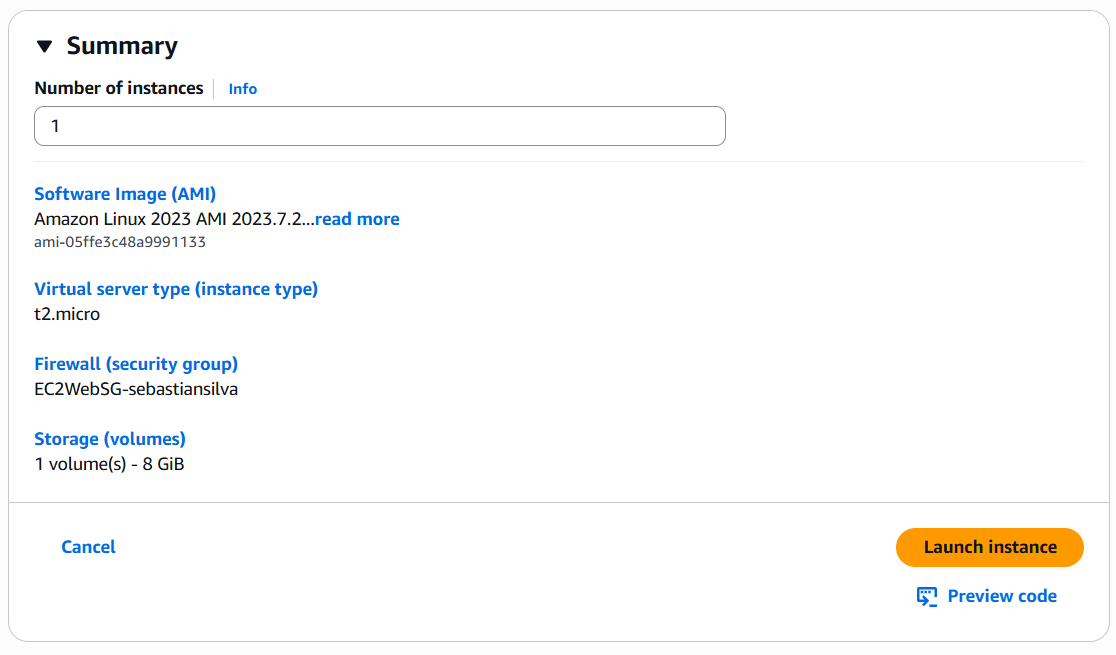 Summary
Number of instances Info
1
Software Image (AMI)
Amazon Linux 2023 AMI 2023.7.2...read more
ami-05ffe3c48a9991133
Virtual server type (instance type)
t2.micro
Firewall (security group)
EC2WebSG-sebastiansilva
Storage (volumes)
1 volume(s) - 8 GiB
Cancel
Launch instance
Preview code